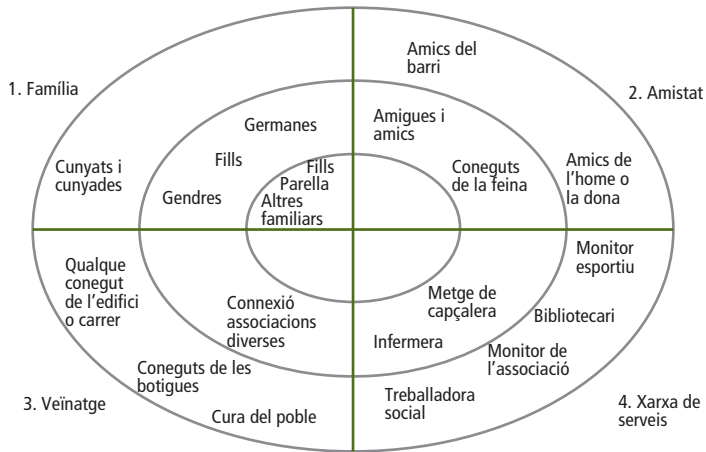 Amics del
barri
1. Família
2. Amistat
Germanes
Amigues i
amics
Fills
Cunyats i
cunyades
Gendres
Fills
Parella
Altres
familiars
Coneguts
de la feina
Amics de
l'home o
la dona
Qualque
conegut
de l'edifici
o carrer
Connexió
associacions
diverses
Coneguts de les
botigues
3. Veïnatge
Cura del poble
Monitor
esportiu
Metge de
capçalera
Bibliotecari
Infermera
Monitor de
l'associació
Treballadora
social
4. Xarxa de
serveis